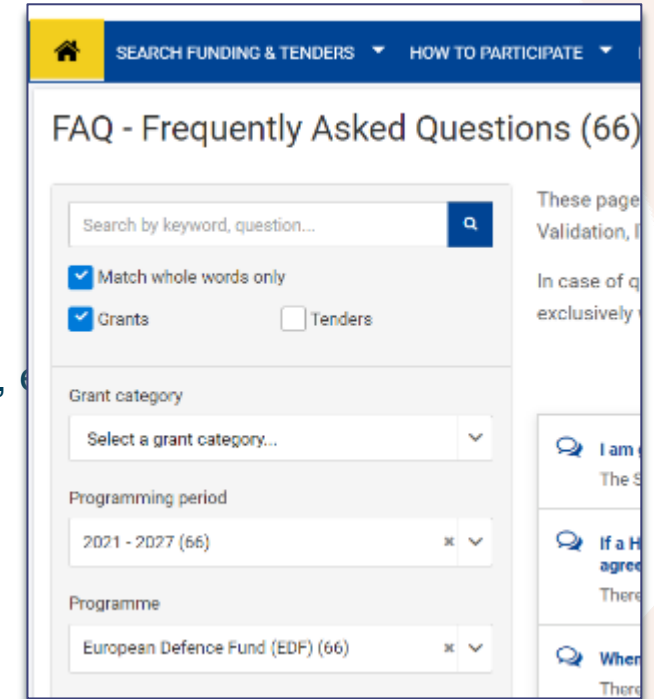 SEARCH FUNDING & TENDERS HOW TO PARTICIPATE
FAQ - Frequently Asked Questions (66)
Search by keyword, question...
Match whole words only
Grants Tenders
Grant category
Select a grant category...
Programming period
2021 - 2027 (66)
Programme
European Defence Fund (EDF) (66)
These page
Validation,
In case of q
exclusively
I am
The S
If a H
agree
There
When
There